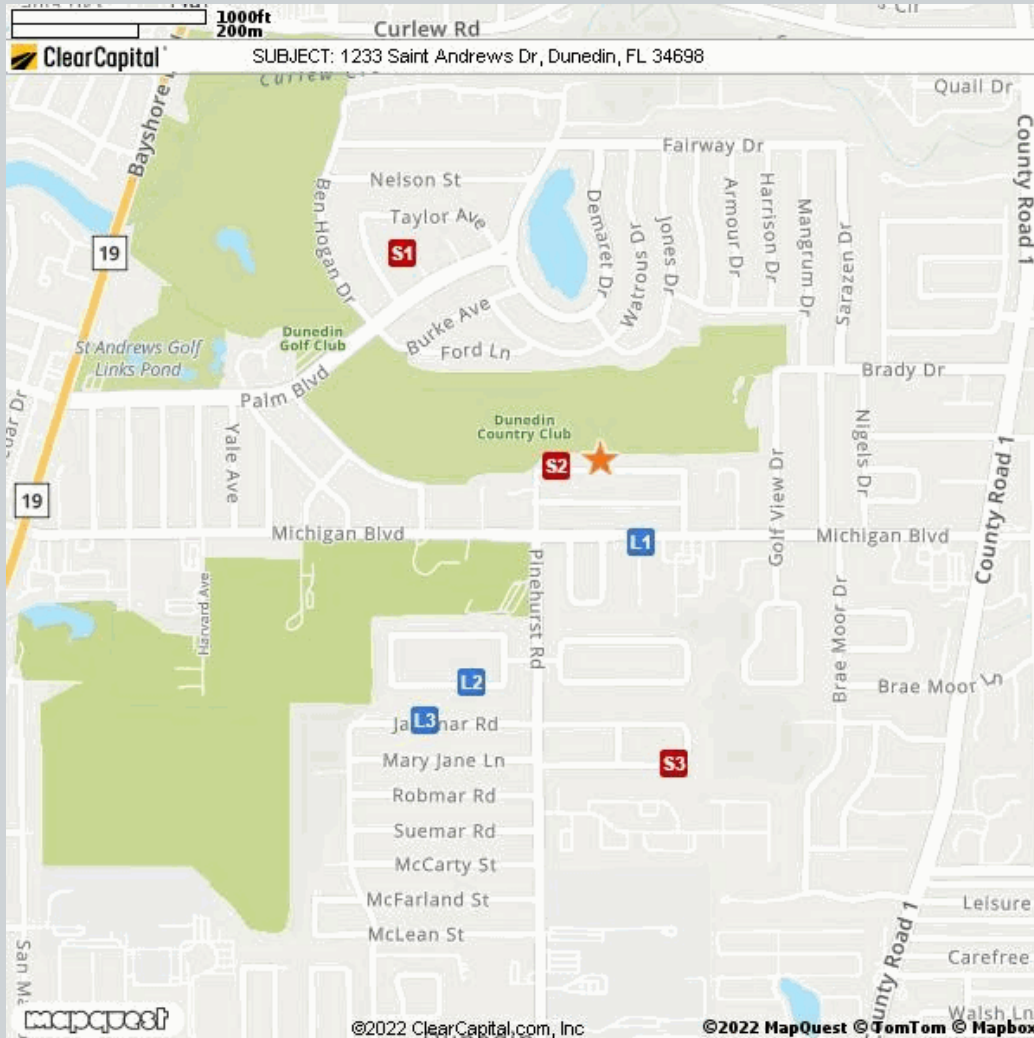 1000ft
200m
Curlew Rd
ClearCapital
SUBJECT: 1233 Saint Andrews Dr, Dunedin, FL 34698
Bayshore
Quail Dr
County Road 1
Fairway Dr
Nelson St
Taylor Ave
S1
Ben Hogan Dr
19
Demaret Dr
Watrous Dr
Jones Dr
Armour Dr
Harrison Dr
Mangrum Dr
Sarazen Dr
Dunedin
Golf Club
Burke Ave
Ford Ln
St Andrews Golf
Links Pond
Palm Blvd
Brady Dr
Dunedin
Country Club
S2
Yale Ave
Nigels Dr
19
Golf View Dr
County Road 1
Michigan Blvd
L1
Michigan Blvd
Harvard Ave
Pinehurst Rd
Brae Moor Dr
L2
Brae Moor Ln
L3
Mary Jane Ln
S3
Robmar Rd
Suemar Rd
McCarty St
McFarland St
McLean St
Leisure
Carefree
Walsh Ln
County Road 1
mapquest
©2022 ClearCapital.com, Inc
©2022 MapQuest © TomTom © Mapbox